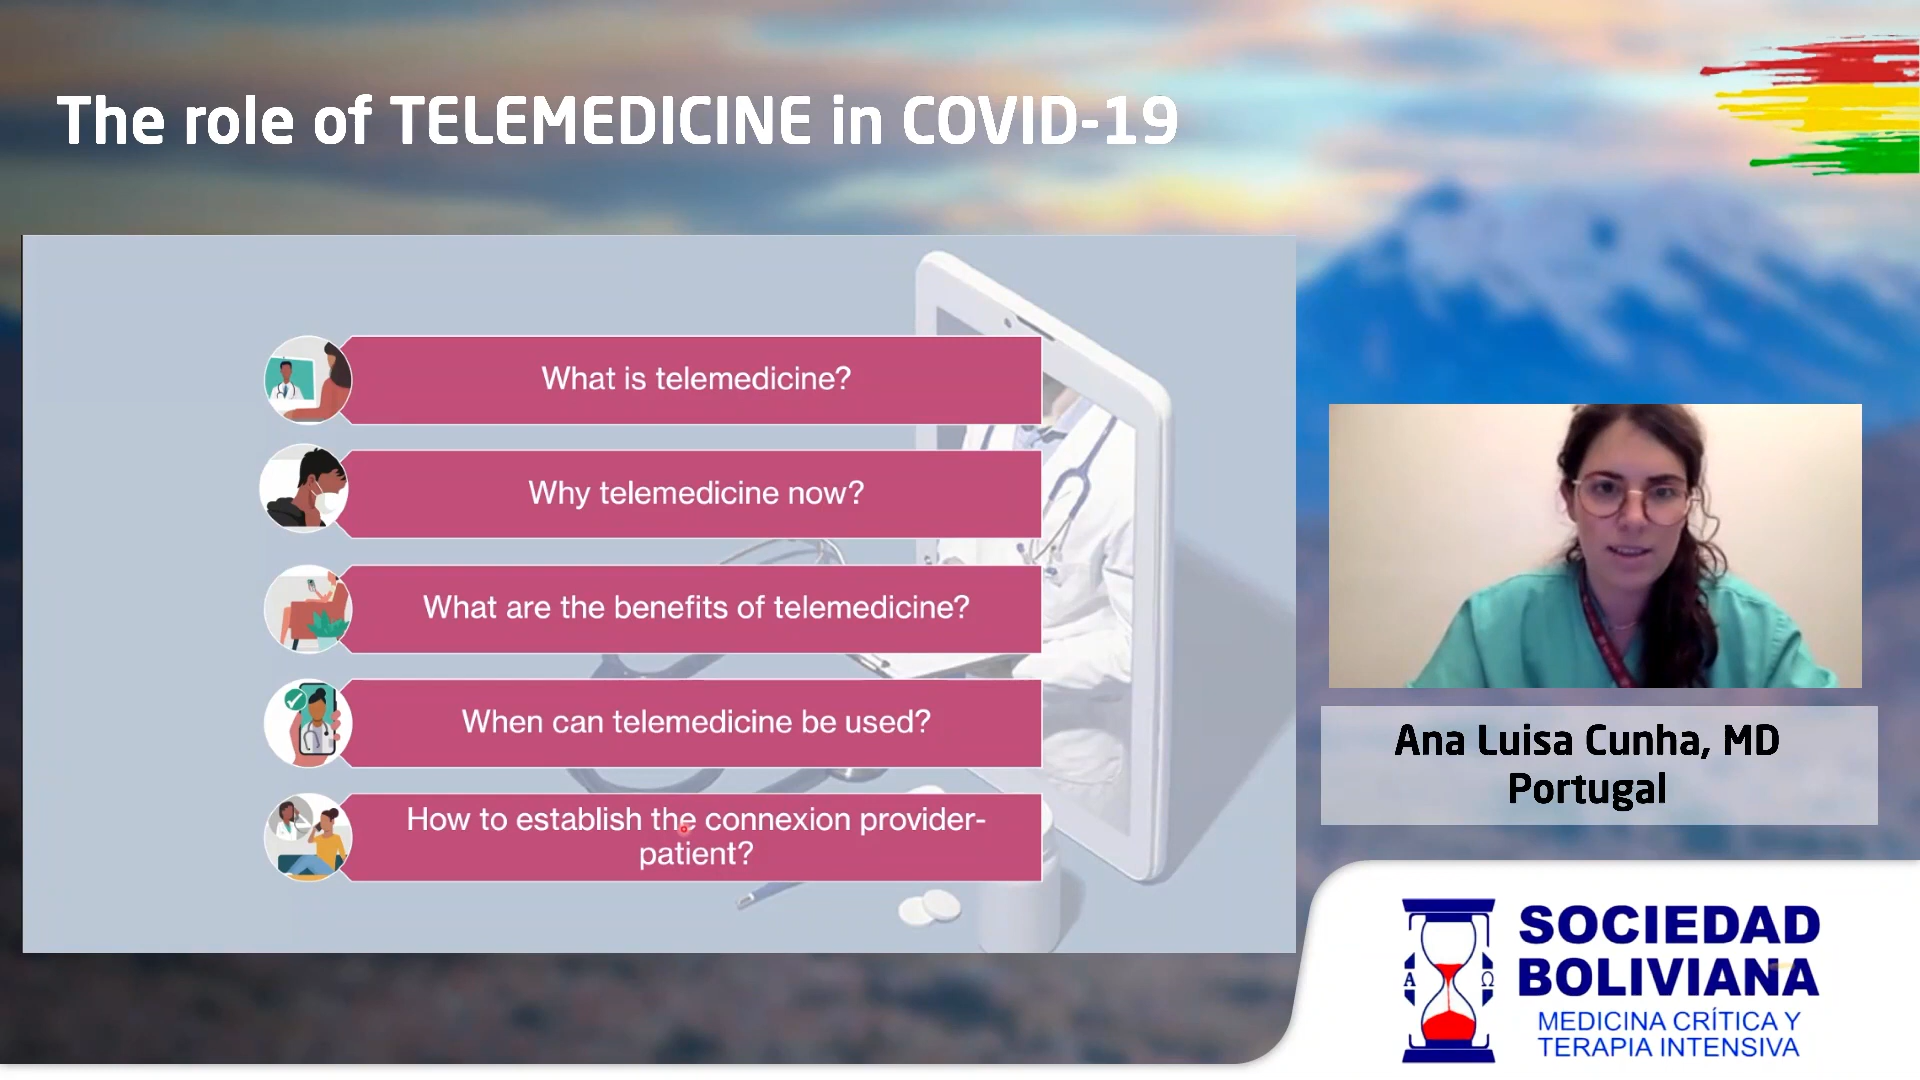 The role of TELEMEDICINE in COVID-19
What is telemedicine?
Why telemedicine now?
What are the benefits of telemedicine?
When can telemedicine be used?
How to establish the connexion provider-
patient?
Ana Luisa Cunha, MD
Portugal
Α Ω
SOCIEDAD
BOLIVIANA
MEDICINA CRÍTICA Y
TERAPIA INTENSIVA